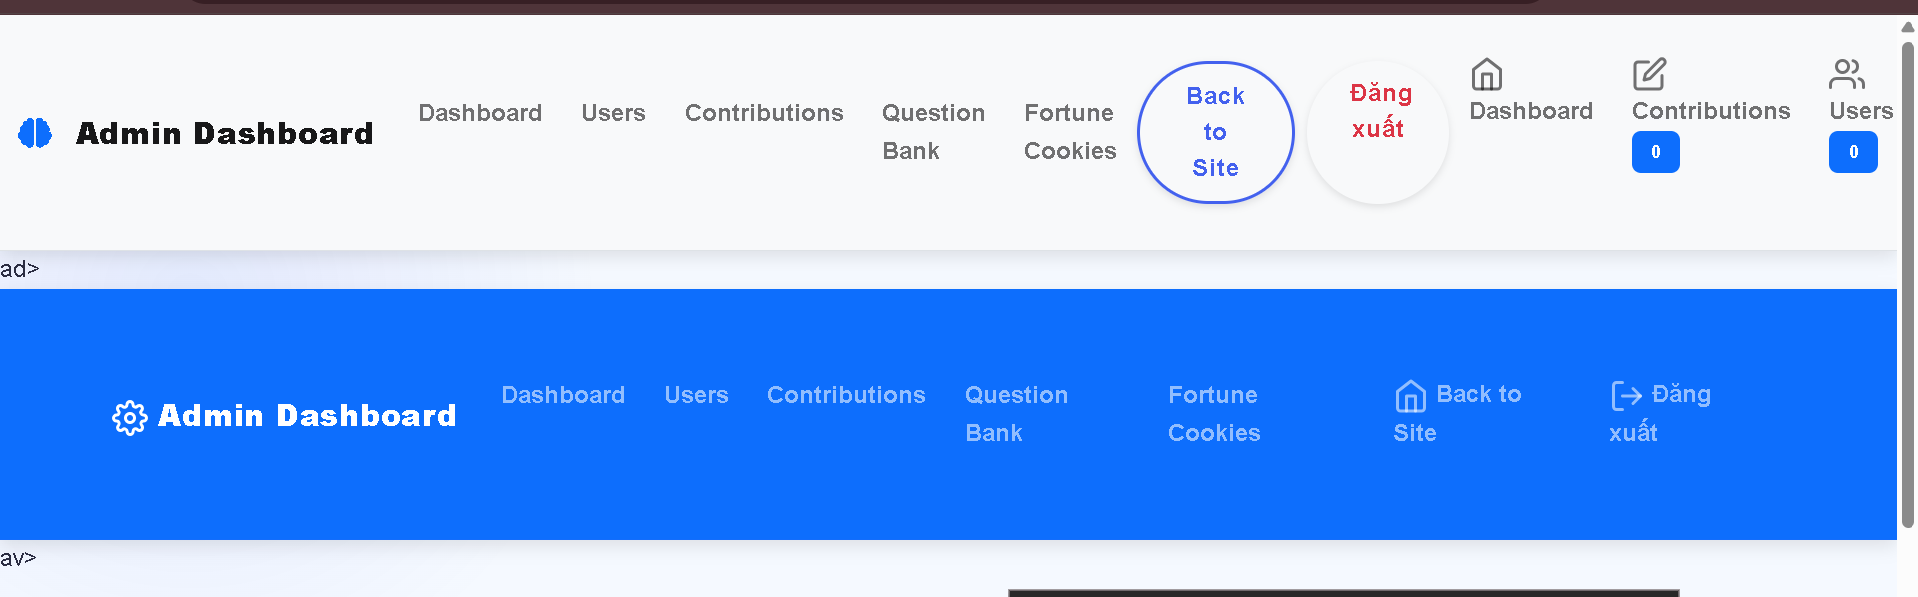 Admin Dashboard
Dashboard
Users
Contributions
Question
Bank
Fortune
Cookies
Back
to
Site
Đăng
xuất
Dashboard
Contributions
0
Users
0
ad>
Admin Dashboard
Dashboard
Users
Contributions
Question
Bank
Fortune
Cookies
Back to
Site
Đăng
xuất
av>